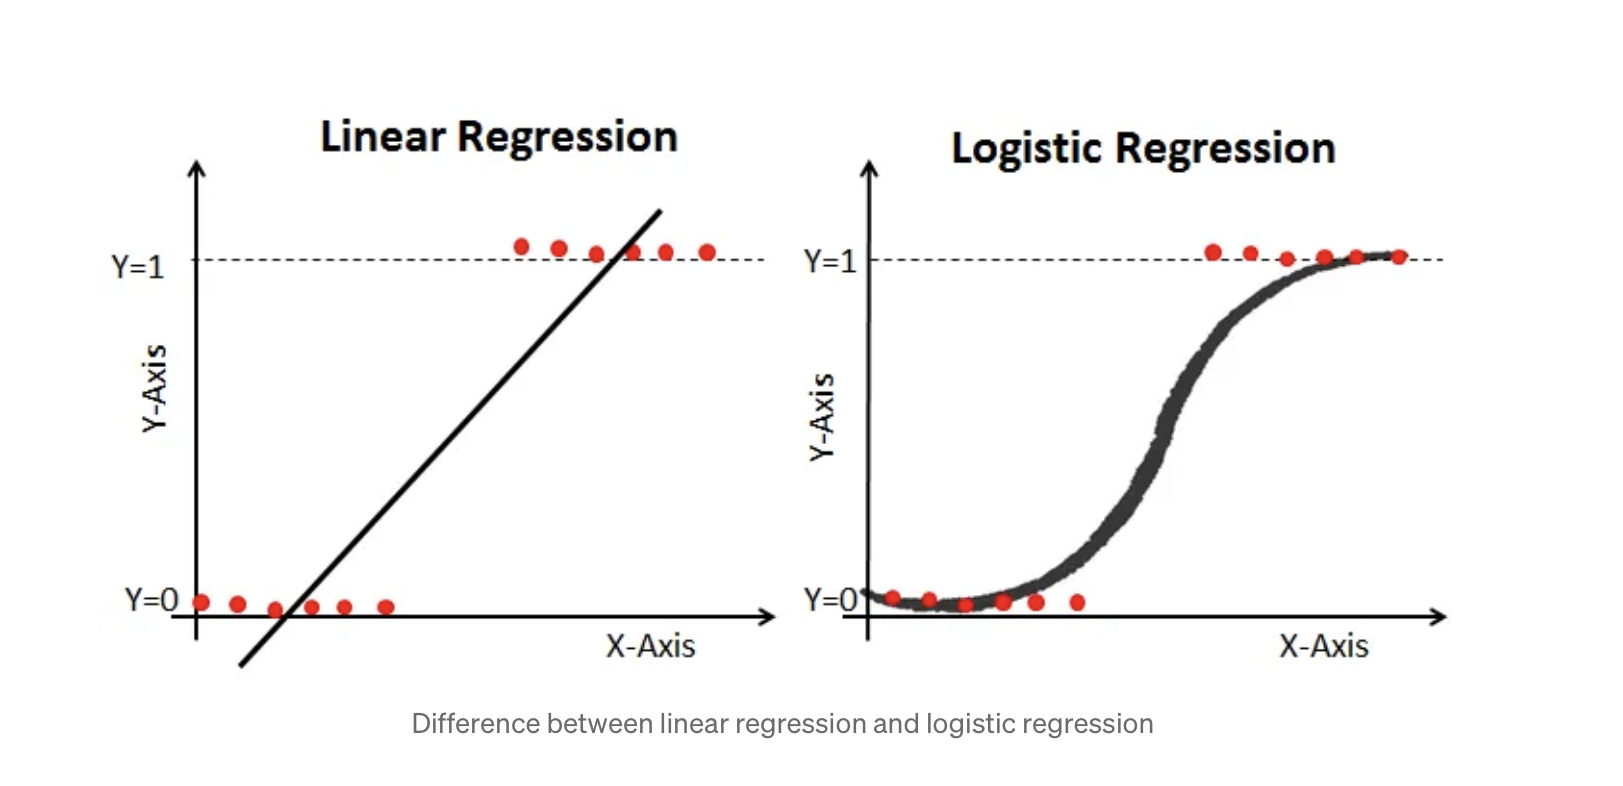 Linear Regression
Y=1
Y-Axis
Y=0
X-Axis
Logistic Regression
Y=1
Y-Axis
Y=0
X-Axis
Difference between linear regression and logistic regression